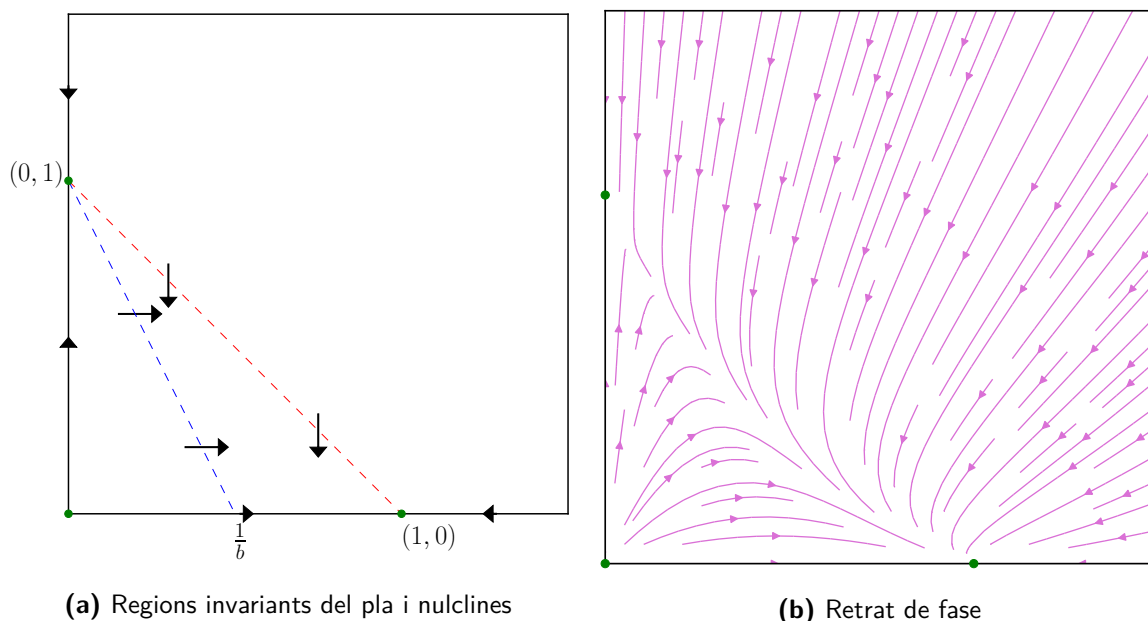 (0, 1)
1/b
(1, 0)
(a) Regions invariants del pla i nulclines
(b) Retrat de fase